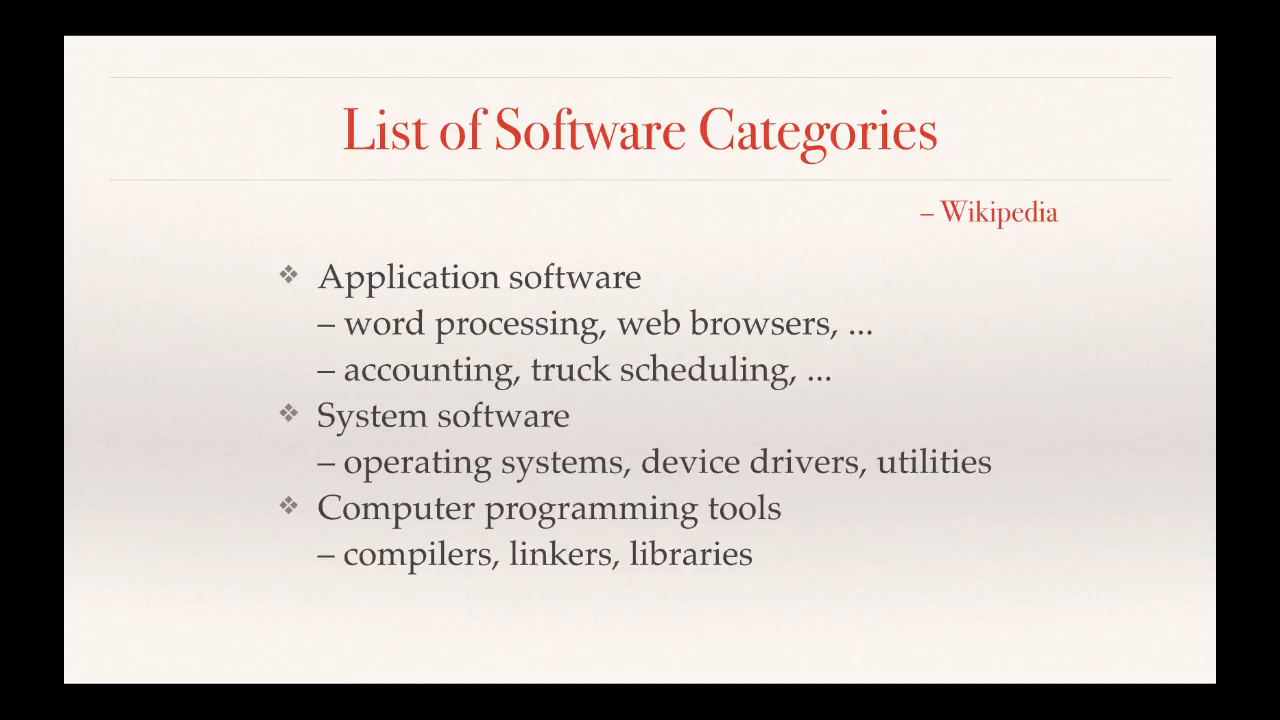 List of Software Categories
– Wikipedia
❖ Application software
– word processing, web browsers, ...
– accounting, truck scheduling, ...
❖ System software
– operating systems, device drivers, utilities
❖ Computer programming tools
– compilers, linkers, libraries